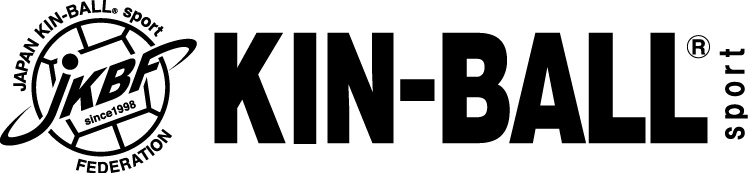 JAPAN KIN-BALL® sport
jKBF
since1998
FEDERATION
KIN-BALL®
sport